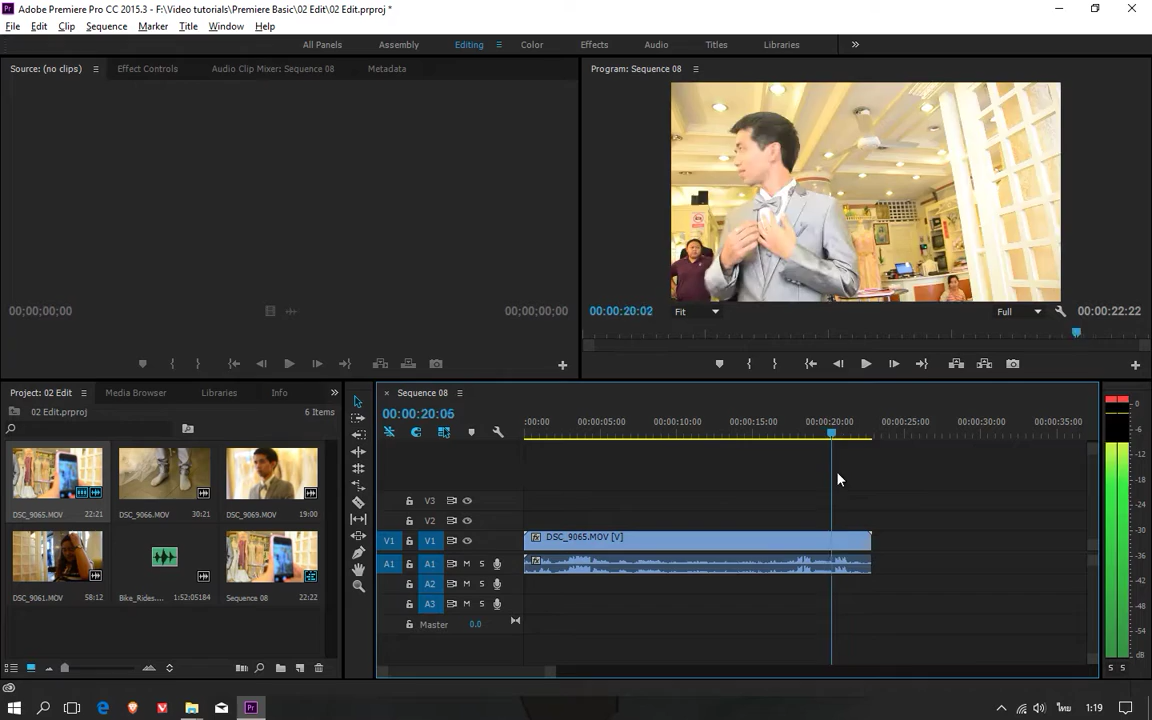 Adobe Premiere Pro CC 2015.3 - F:\Video tutorials\Premiere Basic\02 Edit\02 Edit.prproj *
File Edit Clip Sequence Marker Title Window Help
All Panels Assembly Editing Color Effects Audio Titles Libraries
Source: (no clips) Effect Controls Audio Clip Mixer: Sequence 08 Metadata
Program: Sequence 08
00;00;00;00 00;00;00;00
00:00:20:02 Fit Full 00:00:22:22
Project: 02 Edit Media Browser Libraries Info
02 Edit.prproj 6 Items
DSC_9065.MOV 22:21
DSC_9066.MOV 30:21
DSC_9069.MOV 19:00
DSC_9061.MOV 58:12
Bike_Rides... 1:52:05184
Sequence 08 22:22
Sequence 08
00:00:20:06
:00:00 00:00:05:00 00:00:10:00 00:00:15:00 00:00:20:00 00:00:25:00 00:00:30:00 00:00:35:00
V3
V2
V1 V1 DSC_9065.MOV [V]
A1 A1 M S
A2 M S
A3 M S
Master 0.0
0
-6
-12
-18
-24
-30
-36
-42
-48
-54
dB
S S
ไทย 1:19